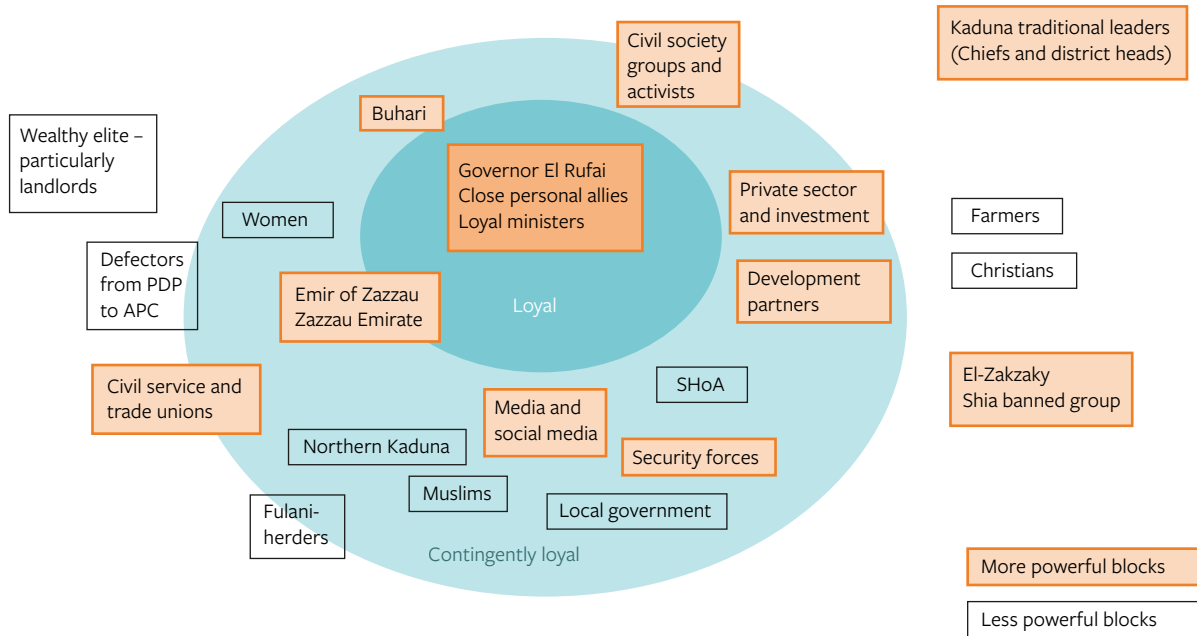 Kaduna traditional leaders
(Chiefs and district heads)
Civil society
groups and
activists
Buhari
Wealthy elite –
particularly
landlords
Governor El Rufai
Close personal allies
Loyal ministers
Private sector
and investment
Women
Farmers
Defectors
from PDP
to APC
Christians
Emir of Zazzau
Zazzau Emirate
Development
partners
Loyal
Civil service and
trade unions
SHoA
El-Zakzaky
Shia banned group
Media and
social media
Northern Kaduna
Security forces
Muslims
Local government
Fulani-
herders
Contingently loyal
More powerful blocks
Less powerful blocks